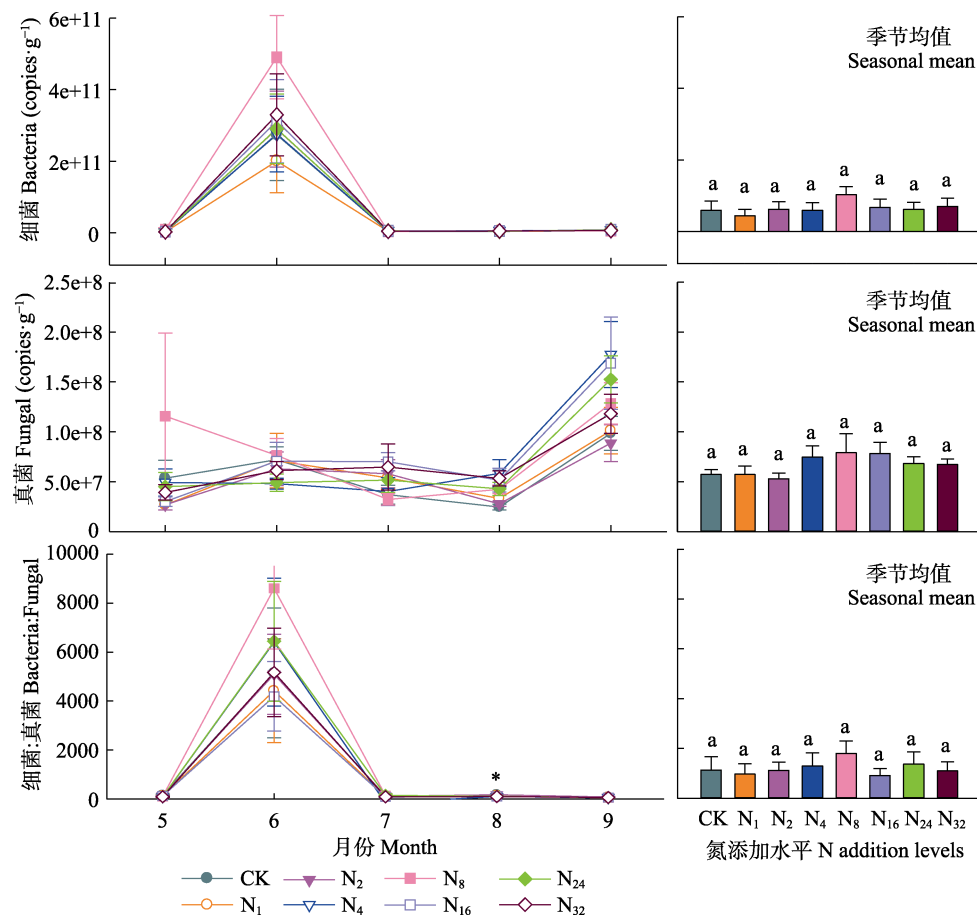 细菌 Bacteria (copies·g⁻¹)
6e+11
4e+11
2e+11
0
季节均值
Seasonal mean
a a a a a a a a
真菌 Fungal (copies·g⁻¹)
2.5e+8
2.0e+8
1.5e+8
1.0e+8
5.0e+7
0
季节均值
Seasonal mean
a a a a a a a a
细菌:真菌 Bacteria:Fungal
10000
8000
6000
4000
2000
0
*
5 6 7 8 9
月份 Month
季节均值
Seasonal mean
a a a a a a a a
CK N₁ N₂ N₄ N₈ N₁₆ N₂₄ N₃₂
氮添加水平 N addition levels
CK N₂ N₈ N₂₄
N₁ N₄ N₁₆ N₃₂